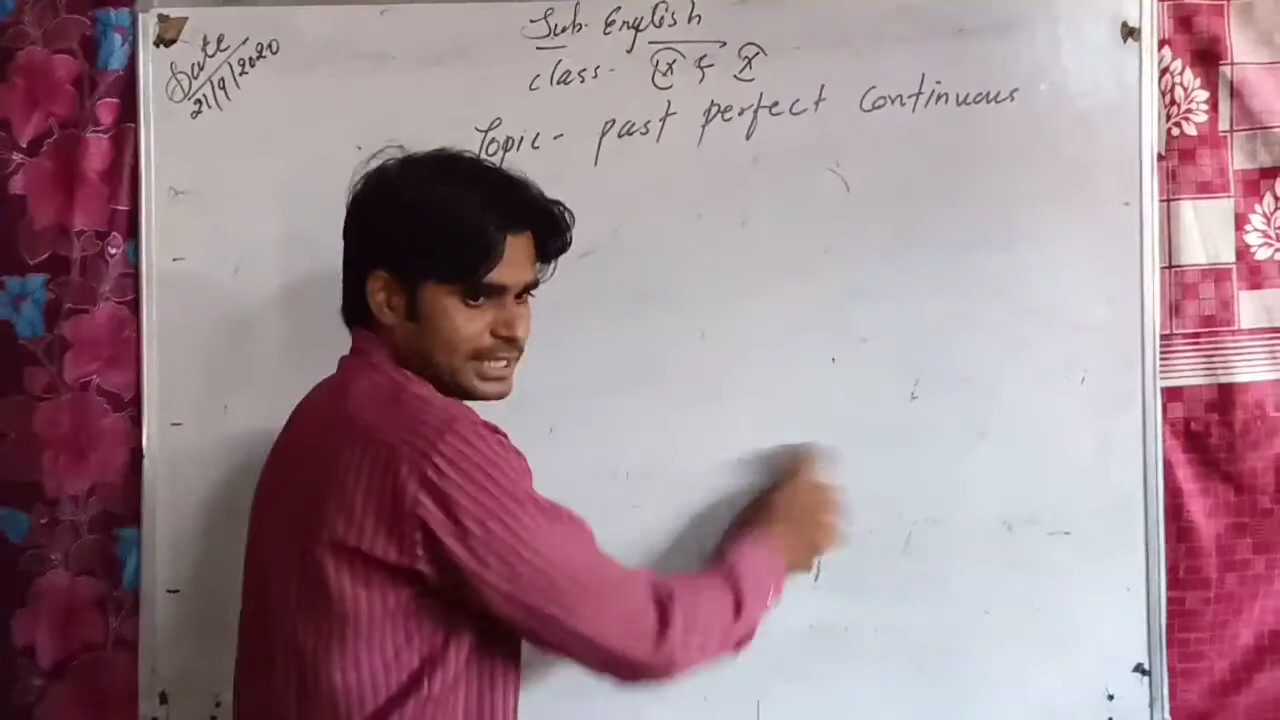 Date
21/9/2020
Sub- English
class- IX & X
Topic- past perfect continuous